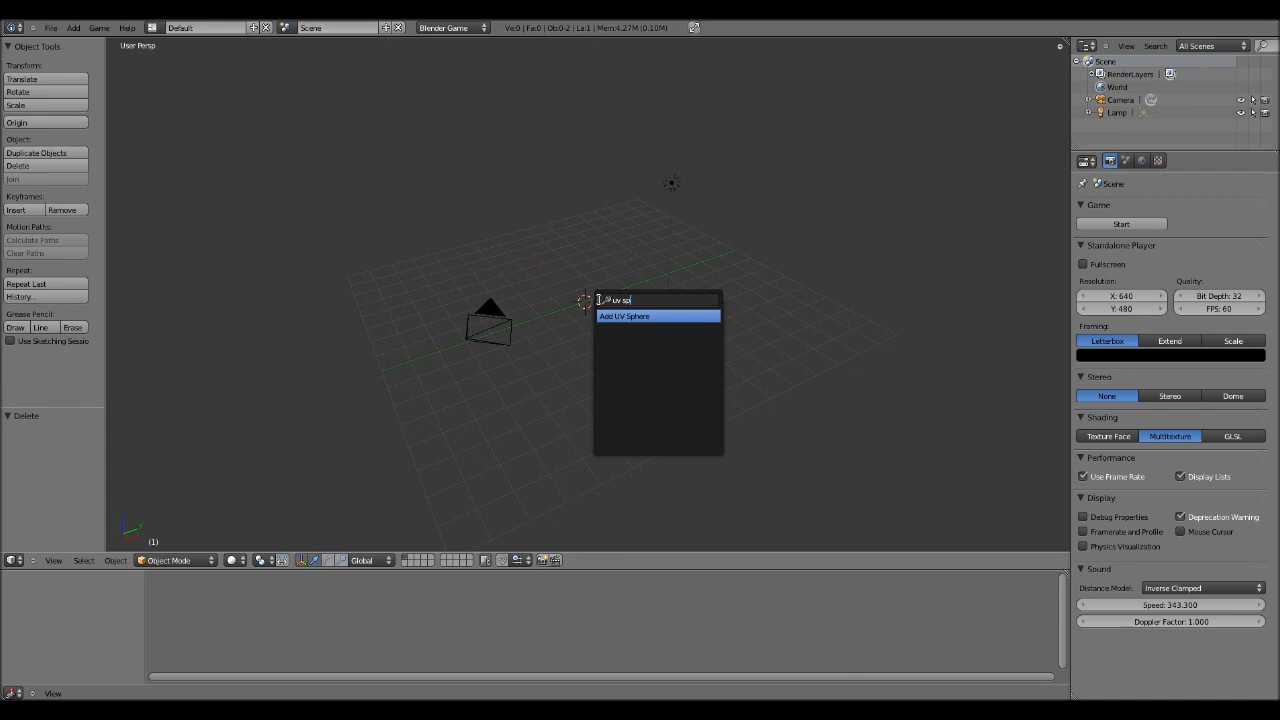 File Add Game Help Default Scene Blender Game Ve:0 | Fa:0 | Ob:0-2 | La:1 | Mem:4.27M (0.10M)
Object Tools
Transform:
Translate
Rotate
Scale
Origin
Object:
Duplicate Objects
Delete
Join
Keyframes:
Insert Remove
Motion Paths:
Calculate Paths
Clear Paths
Repeat:
Repeat Last
History...
Grease Pencil:
Draw Line Erase
Use Sketching Sessio
Delete
User Persp
uv sp
Add UV Sphere
y
(1)
View Select Object Object Mode Global
View
View Search All Scenes
Scene
RenderLayers |
World
Camera |
Lamp |
Scene
Game
Start
Standalone Player
Fullscreen
Resolution: Quality:
X: 640 Bit Depth: 32
Y: 480 FPS: 60
Framing:
Letterbox Extend Scale
Stereo
None Stereo Dome
Shading
Texture Face Multitexture GLSL
Performance
Use Frame Rate Display Lists
Display
Debug Properties Deprecation Warning
Framerate and Profile Mouse Cursor
Physics Visualization
Sound
Distance Model: Inverse Clamped
Speed: 343.300
Doppler Factor: 1.000